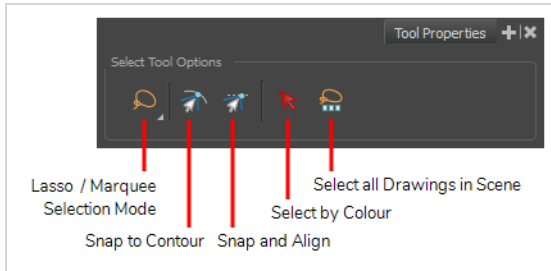 Tool Properties
Select Tool Options
Lasso / Marquee
Selection Mode
Select all Drawings in Scene
Select by Colour
Snap to Contour
Snap and Align